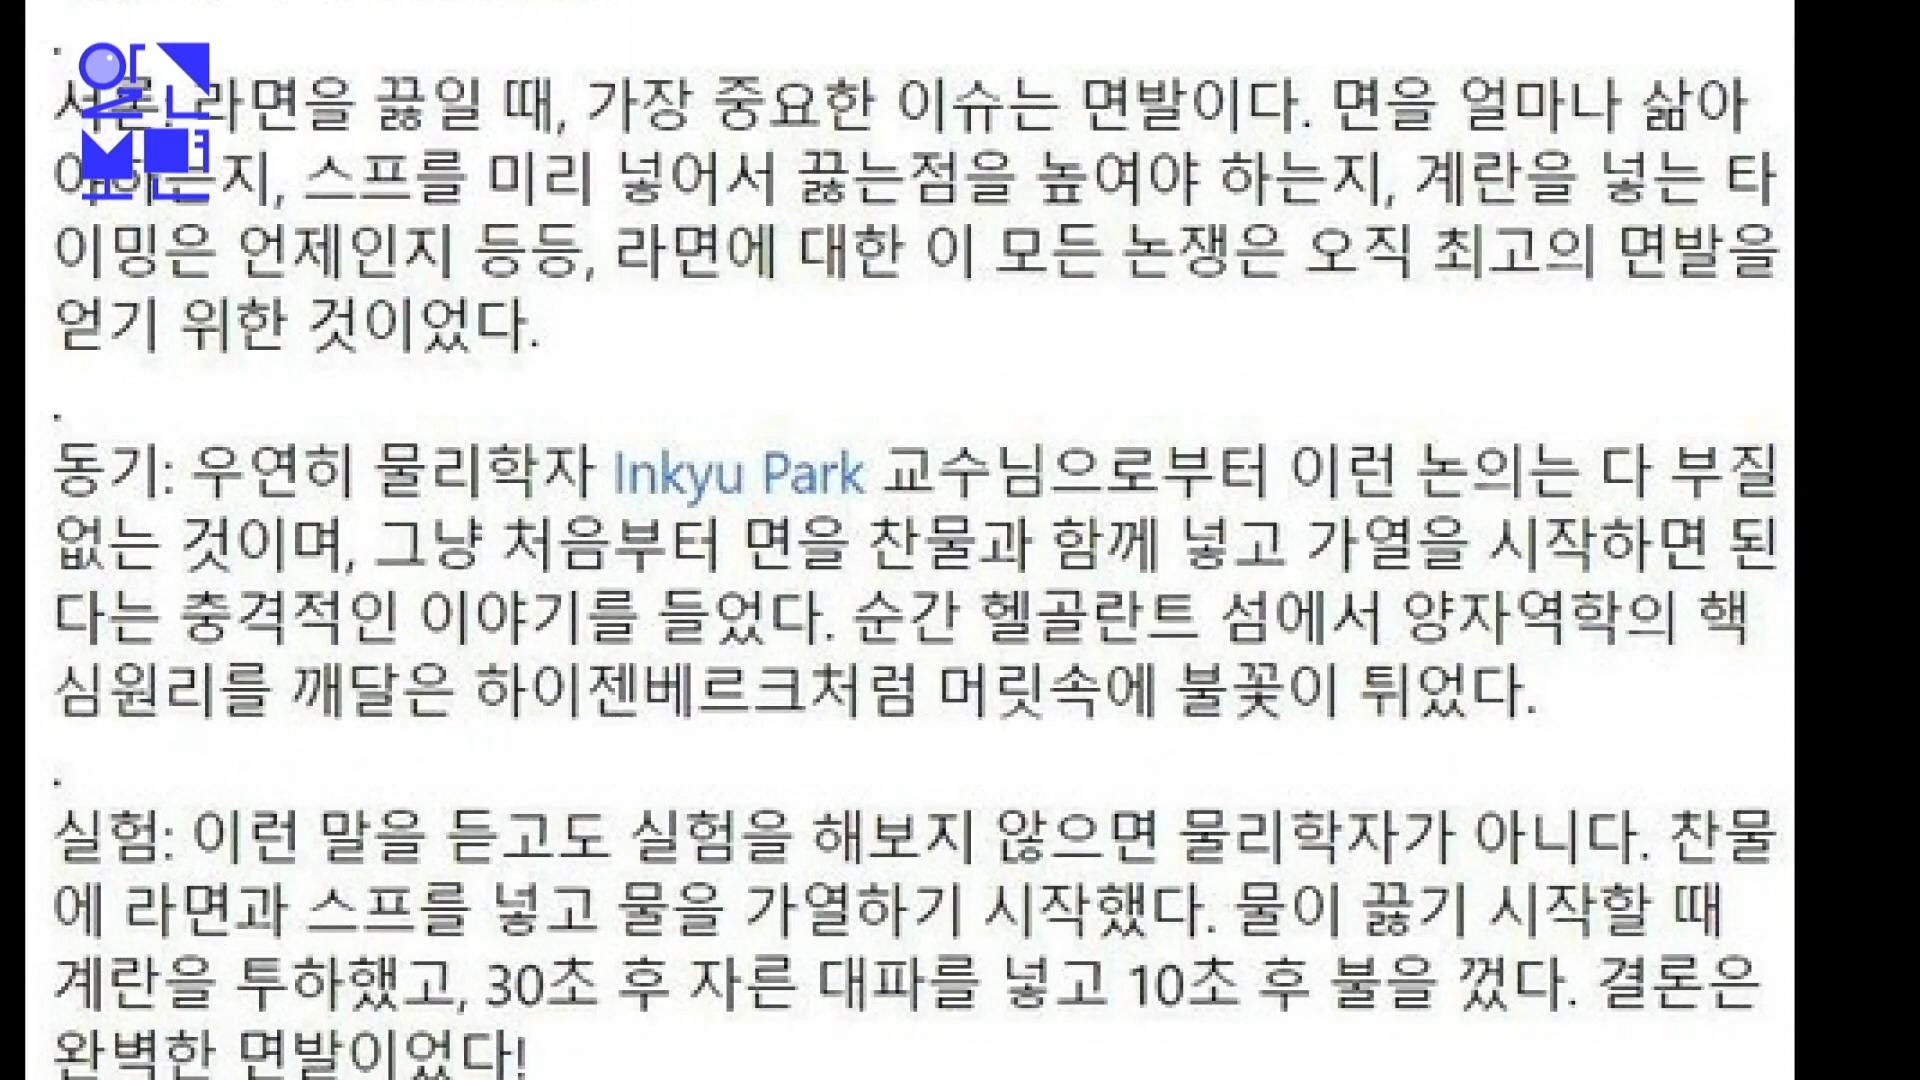 .
서론: 라면을 끓일 때, 가장 중요한 이슈는 면발이다. 면을 얼마나 삶아
야하는지, 스프를 미리 넣어서 끓는점을 높여야 하는지, 계란을 넣는 타
이밍은 언제인지 등등, 라면에 대한 이 모든 논쟁은 오직 최고의 면발을
얻기 위한 것이었다.
.
동기: 우연히 물리학자 Inkyu Park 교수님으로부터 이런 논의는 다 부질
없는 것이며, 그냥 처음부터 면을 찬물과 함께 넣고 가열을 시작하면 된
다는 충격적인 이야기를 들었다. 순간 헬골란트 섬에서 양자역학의 핵
심원리를 깨달은 하이젠베르크처럼 머릿속에 불꽃이 튀었다.
.
실험: 이런 말을 듣고도 실험을 해보지 않으면 물리학자가 아니다. 찬물
에 라면과 스프를 넣고 물을 가열하기 시작했다. 물이 끓기 시작할 때
계란을 투하했고, 30초 후 자른 대파를 넣고 10초 후 불을 껐다. 결론은
완벽한 면발이었다!